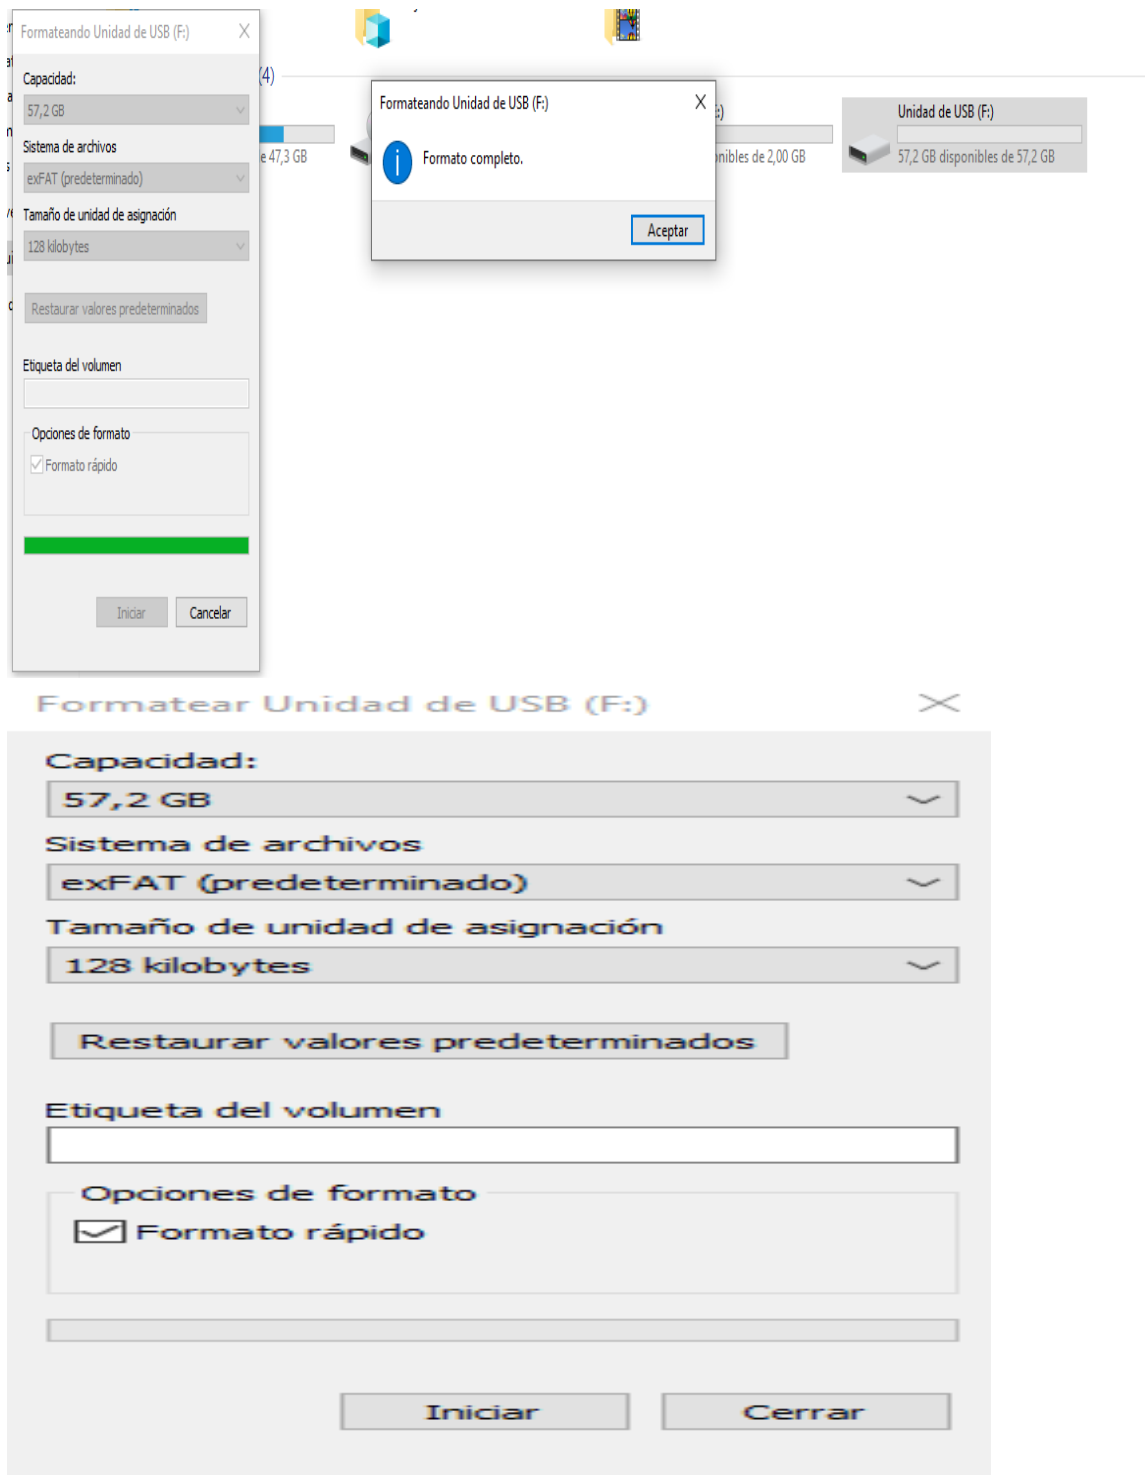 Formateando Unidad de USB (F:)
Capacidad:
57,2 GB
Sistema de archivos
exFAT (predeterminado)
Tamaño de unidad de asignación
128 kilobytes
Restaurar valores predeterminados
Etiqueta del volumen
Opciones de formato
Formato rápido
Iniciar
Cancelar
(4)
e 47,3 GB
Formateando Unidad de USB (F:)
Formato completo.
Aceptar
:)
nibles de 2,00 GB
Unidad de USB (F:)
57,2 GB disponibles de 57,2 GB
Formatear Unidad de USB (F:)
Capacidad:
57,2 GB
Sistema de archivos
exFAT (predeterminado)
Tamaño de unidad de asignación
128 kilobytes
Restaurar valores predeterminados
Etiqueta del volumen
Opciones de formato
Formato rápido
Iniciar
Cerrar